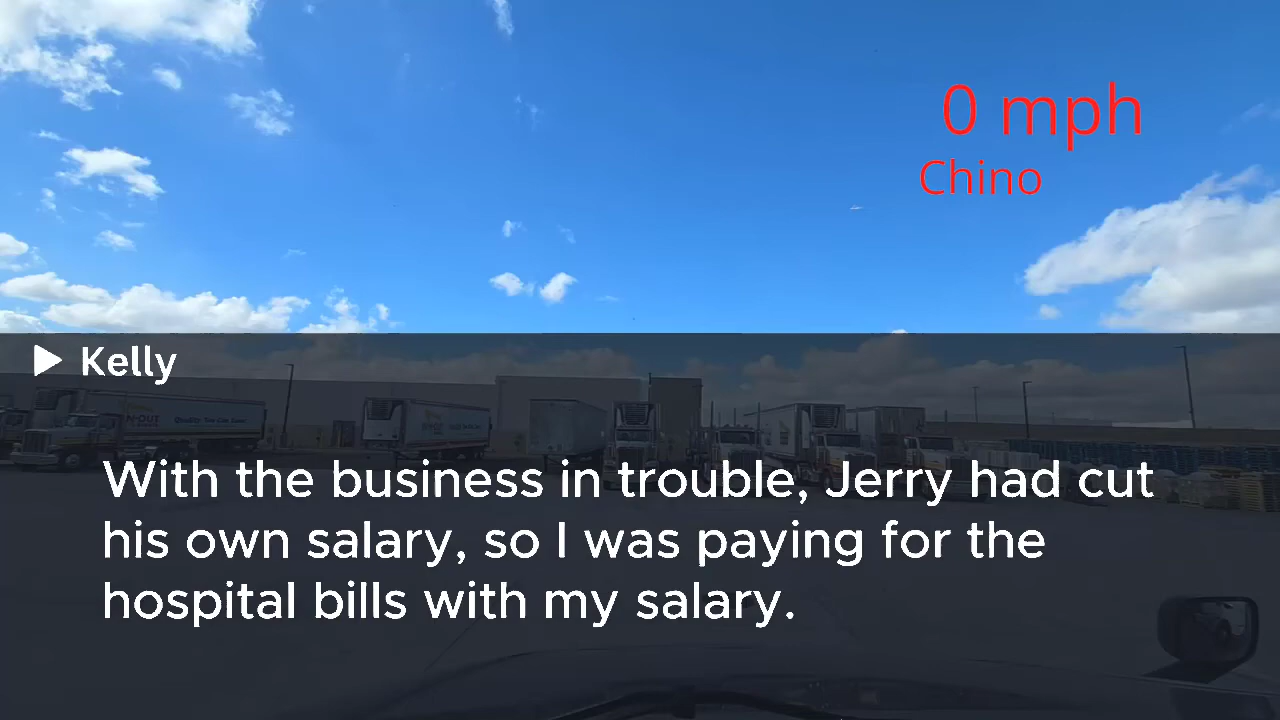 0 mph
Chino
Kelly
With the business in trouble, Jerry had cut
his own salary, so I was paying for the
hospital bills with my salary.